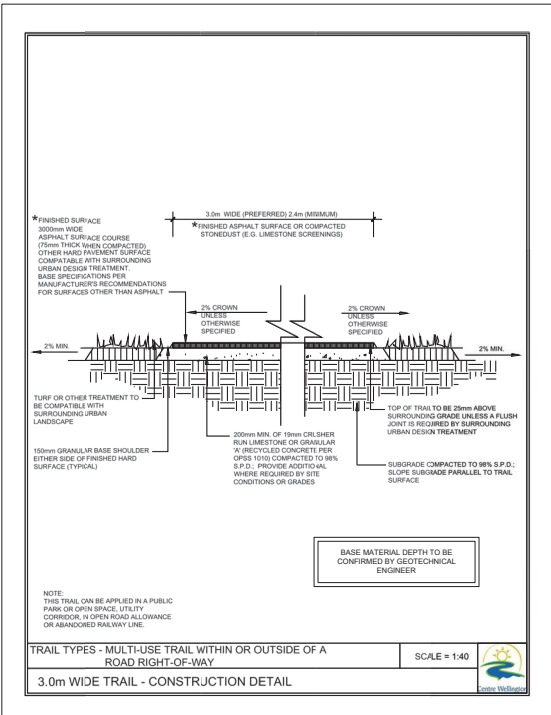 3.0m WIDE (PREFERRED) 2.4m (MINIMUM)
*FINISHED ASPHALT SURFACE OR COMPACTED
STONEDUST (E.G. LIMESTONE SCREENINGS)
*FINISHED SURFACE
3000mm WIDE
ASPHALT SURFACE COURSE
(75mm THICK WHEN COMPACTED)
OTHER HARD PAVEMENT SURFACE
COMPATABLE WITH SURROUNDING
URBAN DESIGN TREATMENT.
BASE SPECIFICATIONS PER
MANUFACTURER'S RECOMMENDATIONS
FOR SURFACES OTHER THAN ASPHALT
2% CROWN
UNLESS
OTHERWISE
SPECIFIED
2% CROWN
UNLESS
OTHERWISE
SPECIFIED
2% MIN.
2% MIN.
TURF OR OTHER TREATMENT TO
BE COMPATIBLE WITH
SURROUNDING URBAN
LANDSCAPE
150mm GRANULAR BASE SHOULDER
EITHER SIDE OF FINISHED HARD
SURFACE (TYPICAL)
200mm MIN. OF 19mm CRUSHER
RUN LIMESTONE OR GRANULAR
'A' (RECYCLED CONCRETE PER
OPSS 1010) COMPACTED TO 98%
S.P.D.; PROVIDE ADDITIONAL
WHERE REQUIRED BY SITE
CONDITIONS OR GRADES
TOP OF TRAIL TO BE 25mm ABOVE
SURROUNDING GRADE UNLESS A FLUSH
JOINT IS REQUIRED BY SURROUNDING
URBAN DESIGN TREATMENT
SUBGRADE COMPACTED TO 98% S.P.D.;
SLOPE SUBGRADE PARALLEL TO TRAIL
SURFACE
BASE MATERIAL DEPTH TO BE
CONFIRMED BY GEOTECHNICAL
ENGINEER
NOTE:
THIS TRAIL CAN BE APPLIED IN A PUBLIC
PARK OR OPEN SPACE, UTILITY
CORRIDOR, IN OPEN ROAD ALLOWANCE
OR ABANDONED RAILWAY LINE.
TRAIL TYPES - MULTI-USE TRAIL WITHIN OR OUTSIDE OF A
ROAD RIGHT-OF-WAY
SCALE = 1:40
3.0m WIDE TRAIL - CONSTRUCTION DETAIL
Centre Wellington